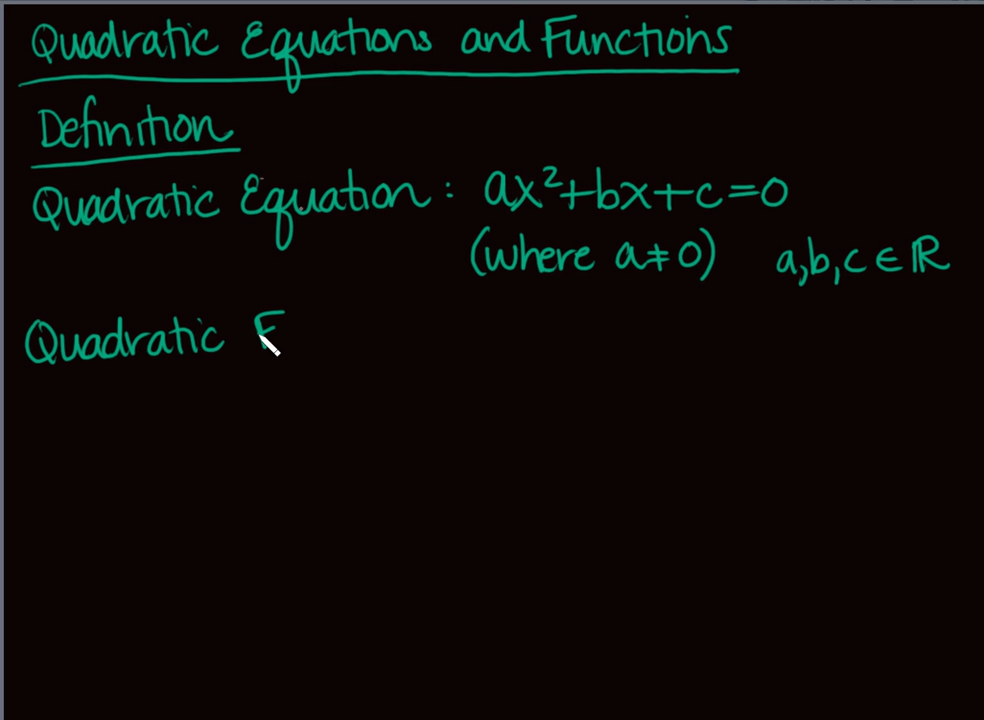 Quadratic Equations and Functions
Definition
Quadratic Equation: ax²+bx+c=0
(where a≠0) a,b,c ∈ ℝ
Quadratic F